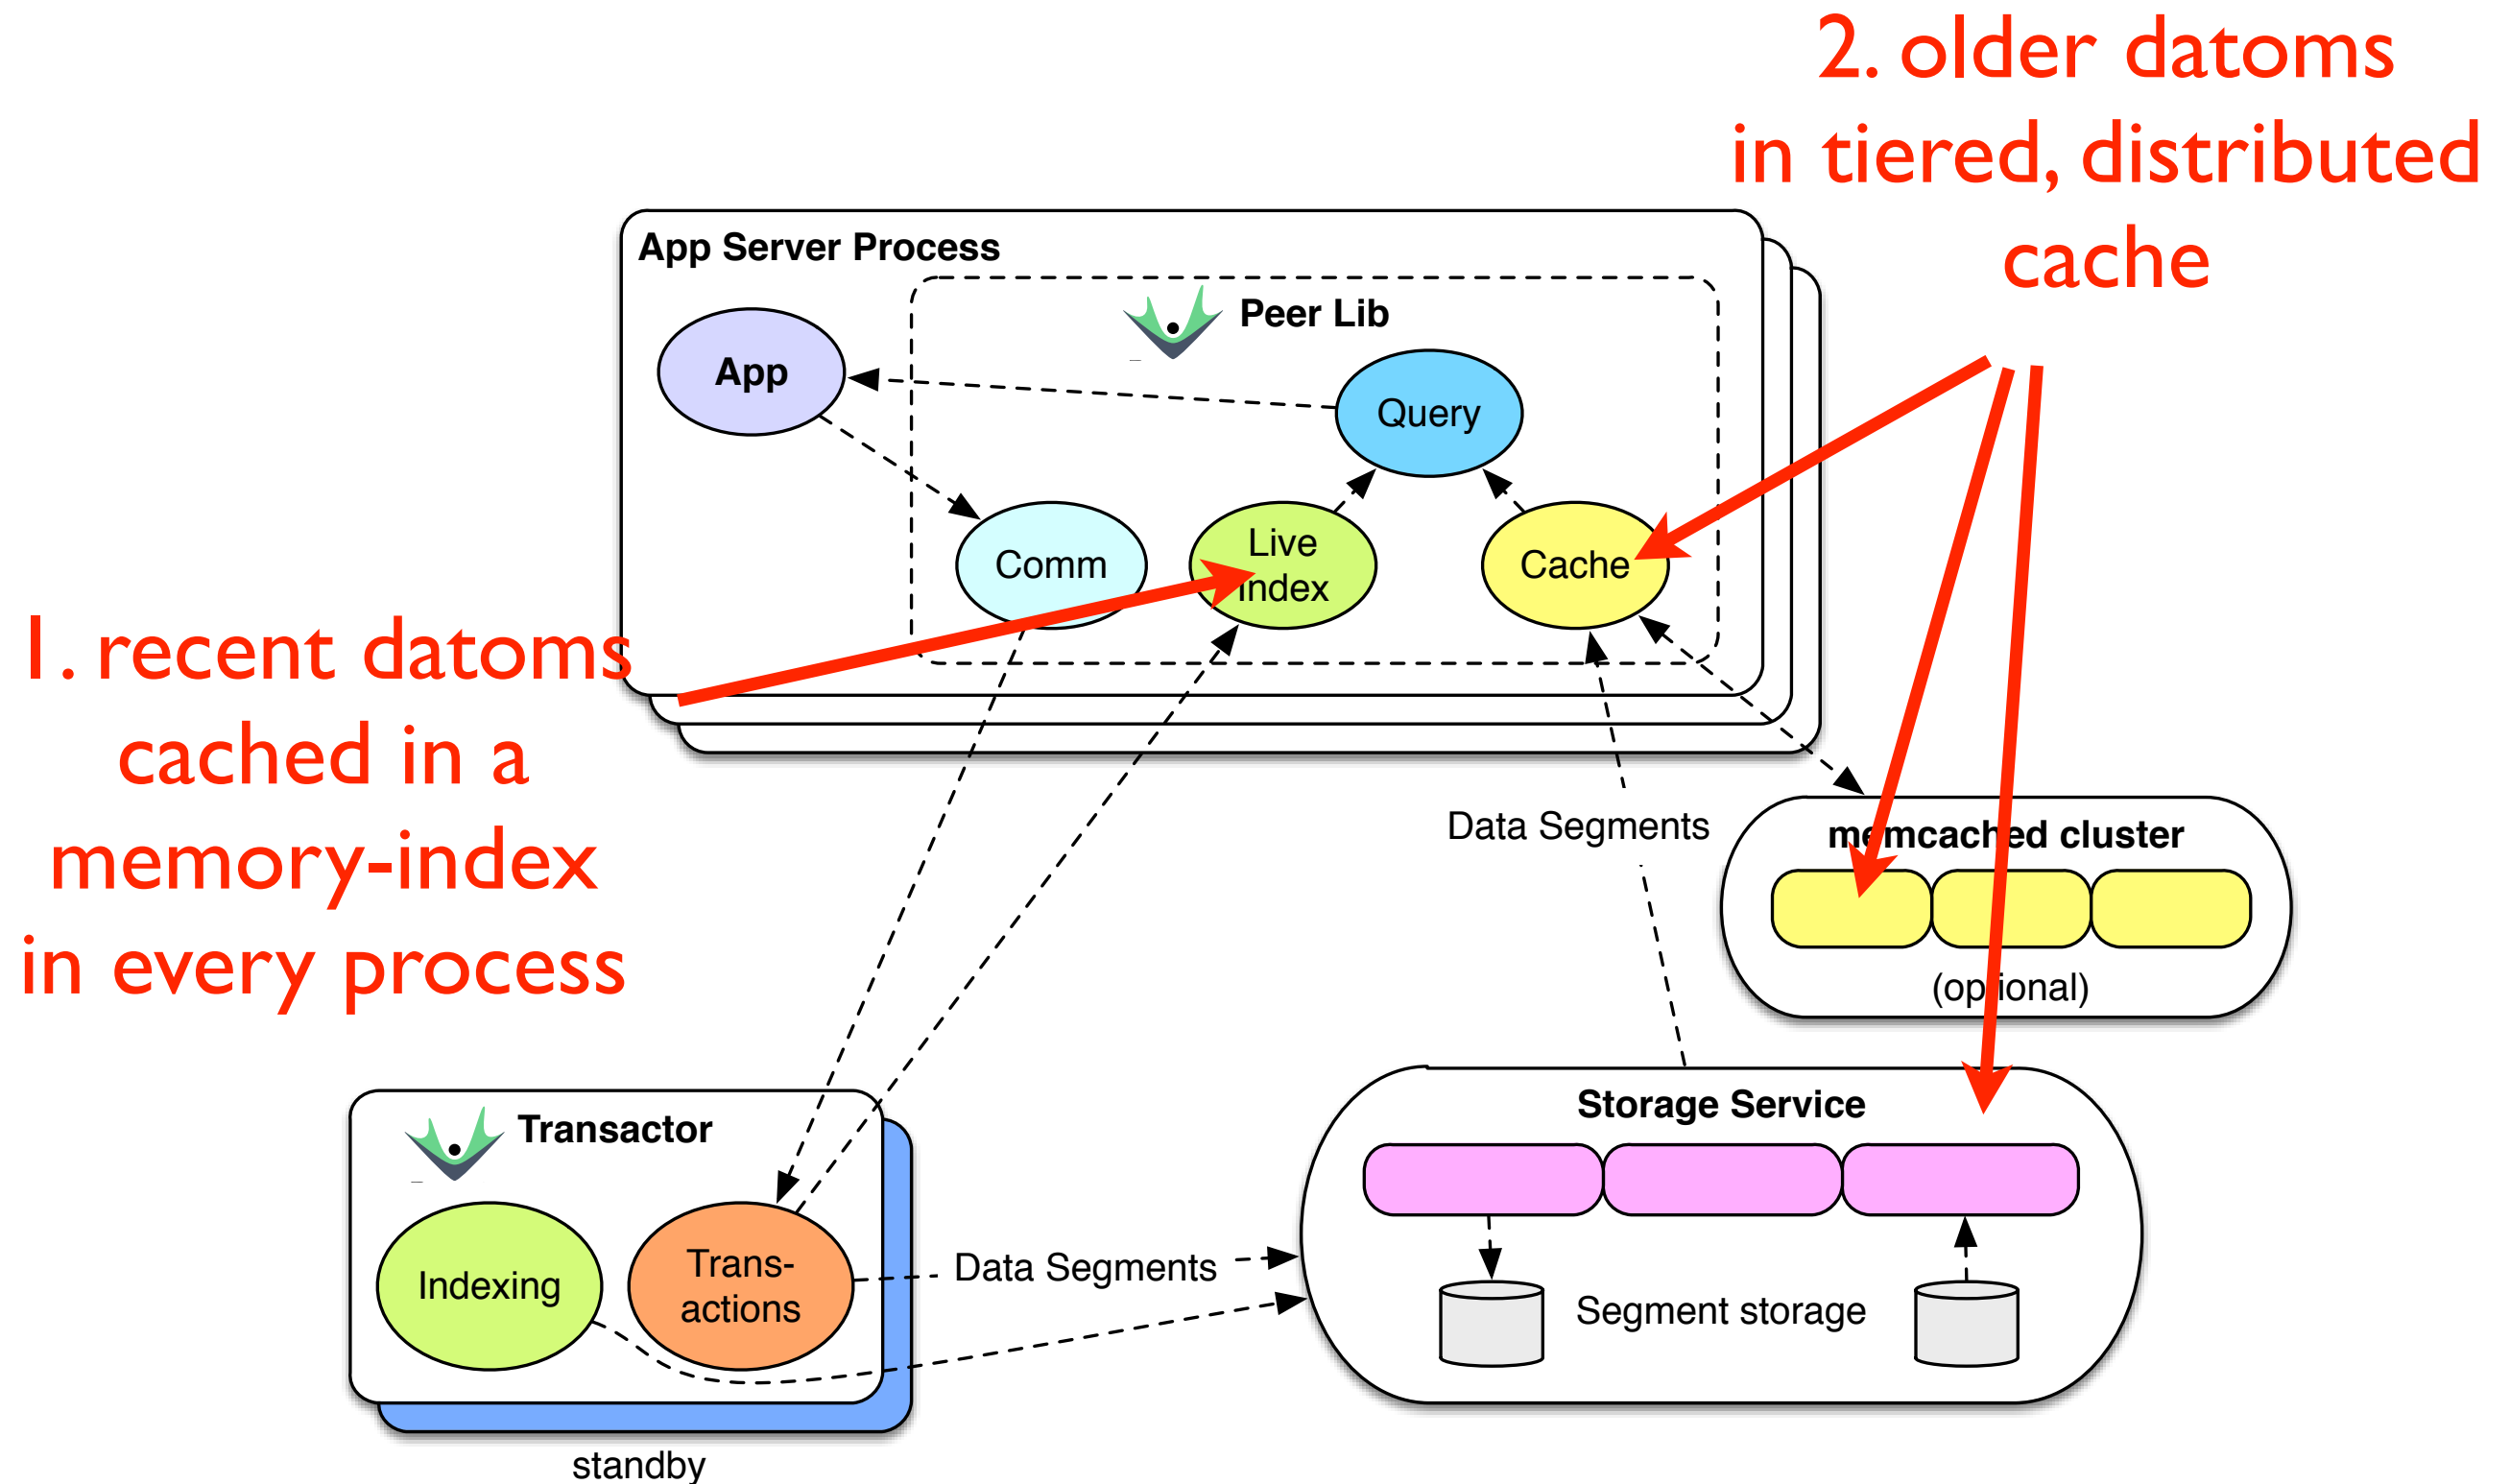 2. older datoms
in tiered, distributed
cache
App Server Process
Peer Lib
App
Query
Comm
Live
Index
Cache
1. recent datoms
cached in a
memory-index
in every process
Data Segments
memcached cluster
(optional)
Transactor
Storage Service
Indexing
Trans-
actions
Data Segments
Segment storage
standby